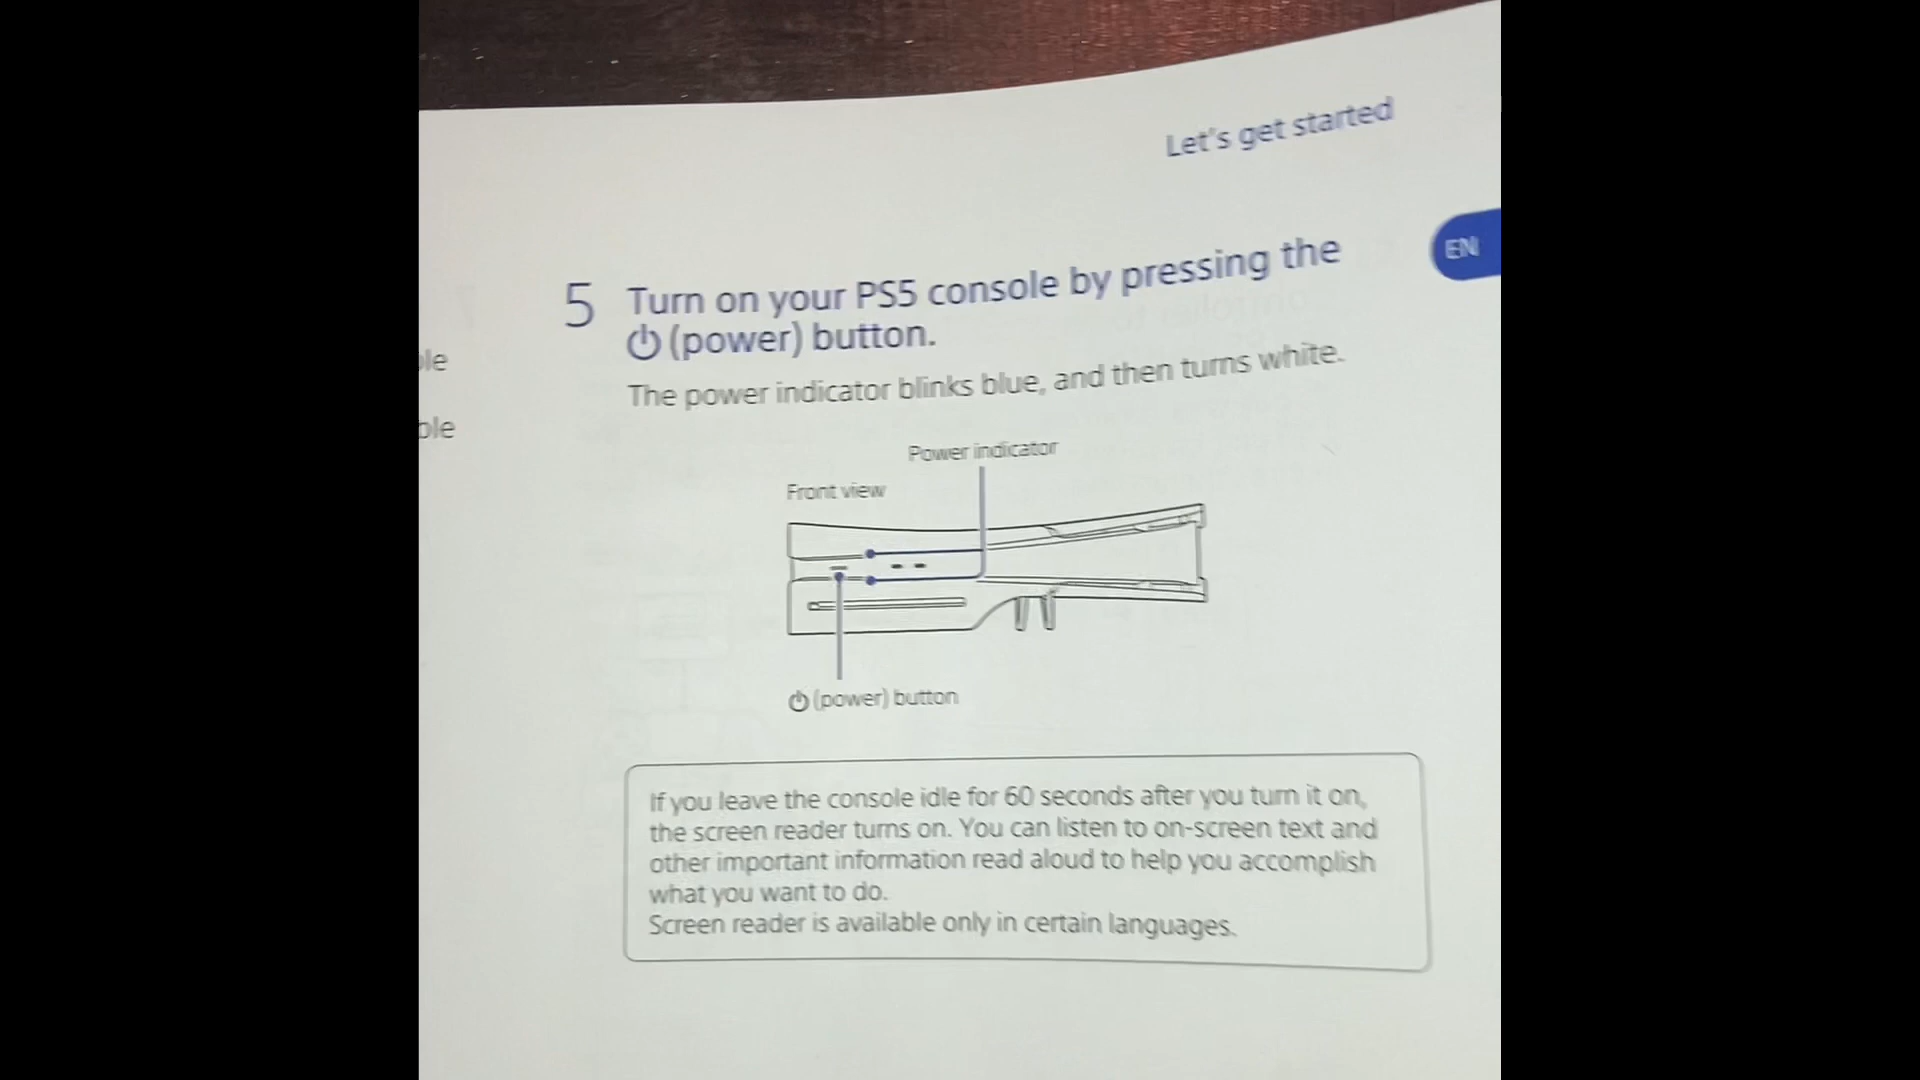 Let's get started
EN
5 Turn on your PS5 console by pressing the
⏻ (power) button.
The power indicator blinks blue, and then turns white.
ble
Power indicator
Front view
⏻ (power) button
If you leave the console idle for 60 seconds after you turn it on,
the screen reader turns on. You can listen to on-screen text and
other important information read aloud to help you accomplish
what you want to do.
Screen reader is available only in certain languages.